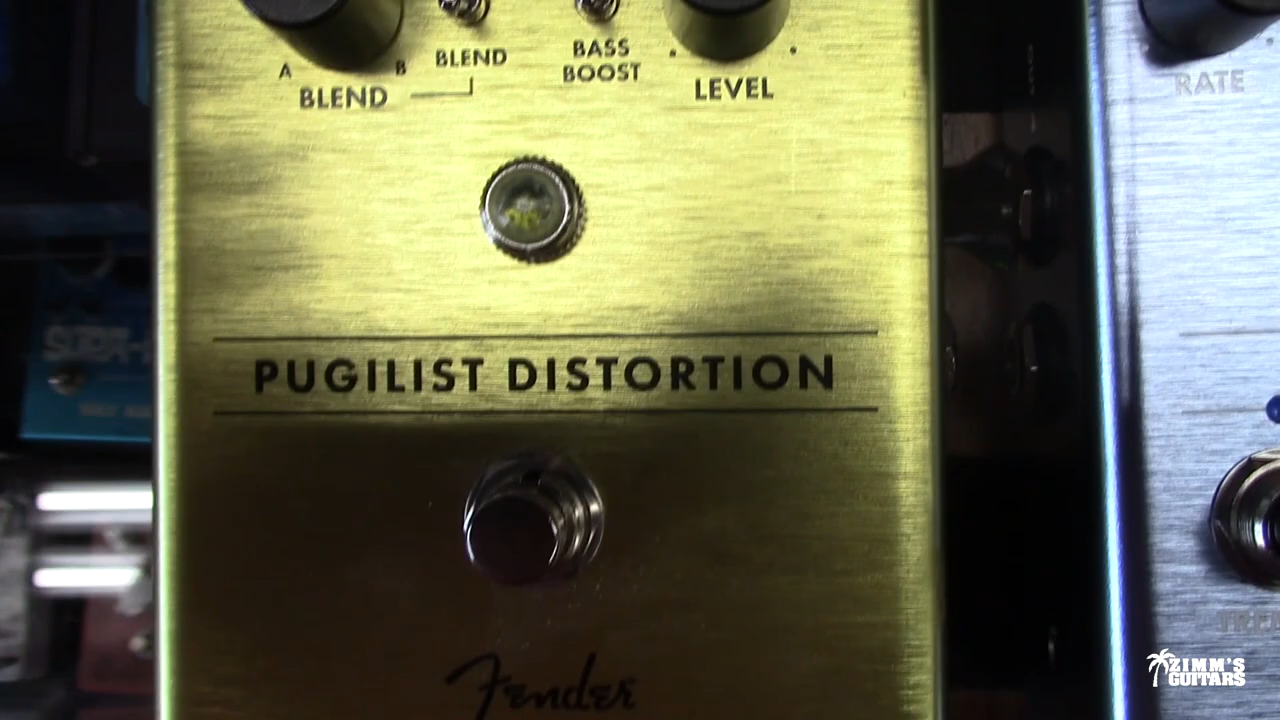 A
B
BLEND
BLEND
BASS
BOOST
LEVEL
RATE
PUGILIST DISTORTION
Fender
ZIMM'S
GUITARS